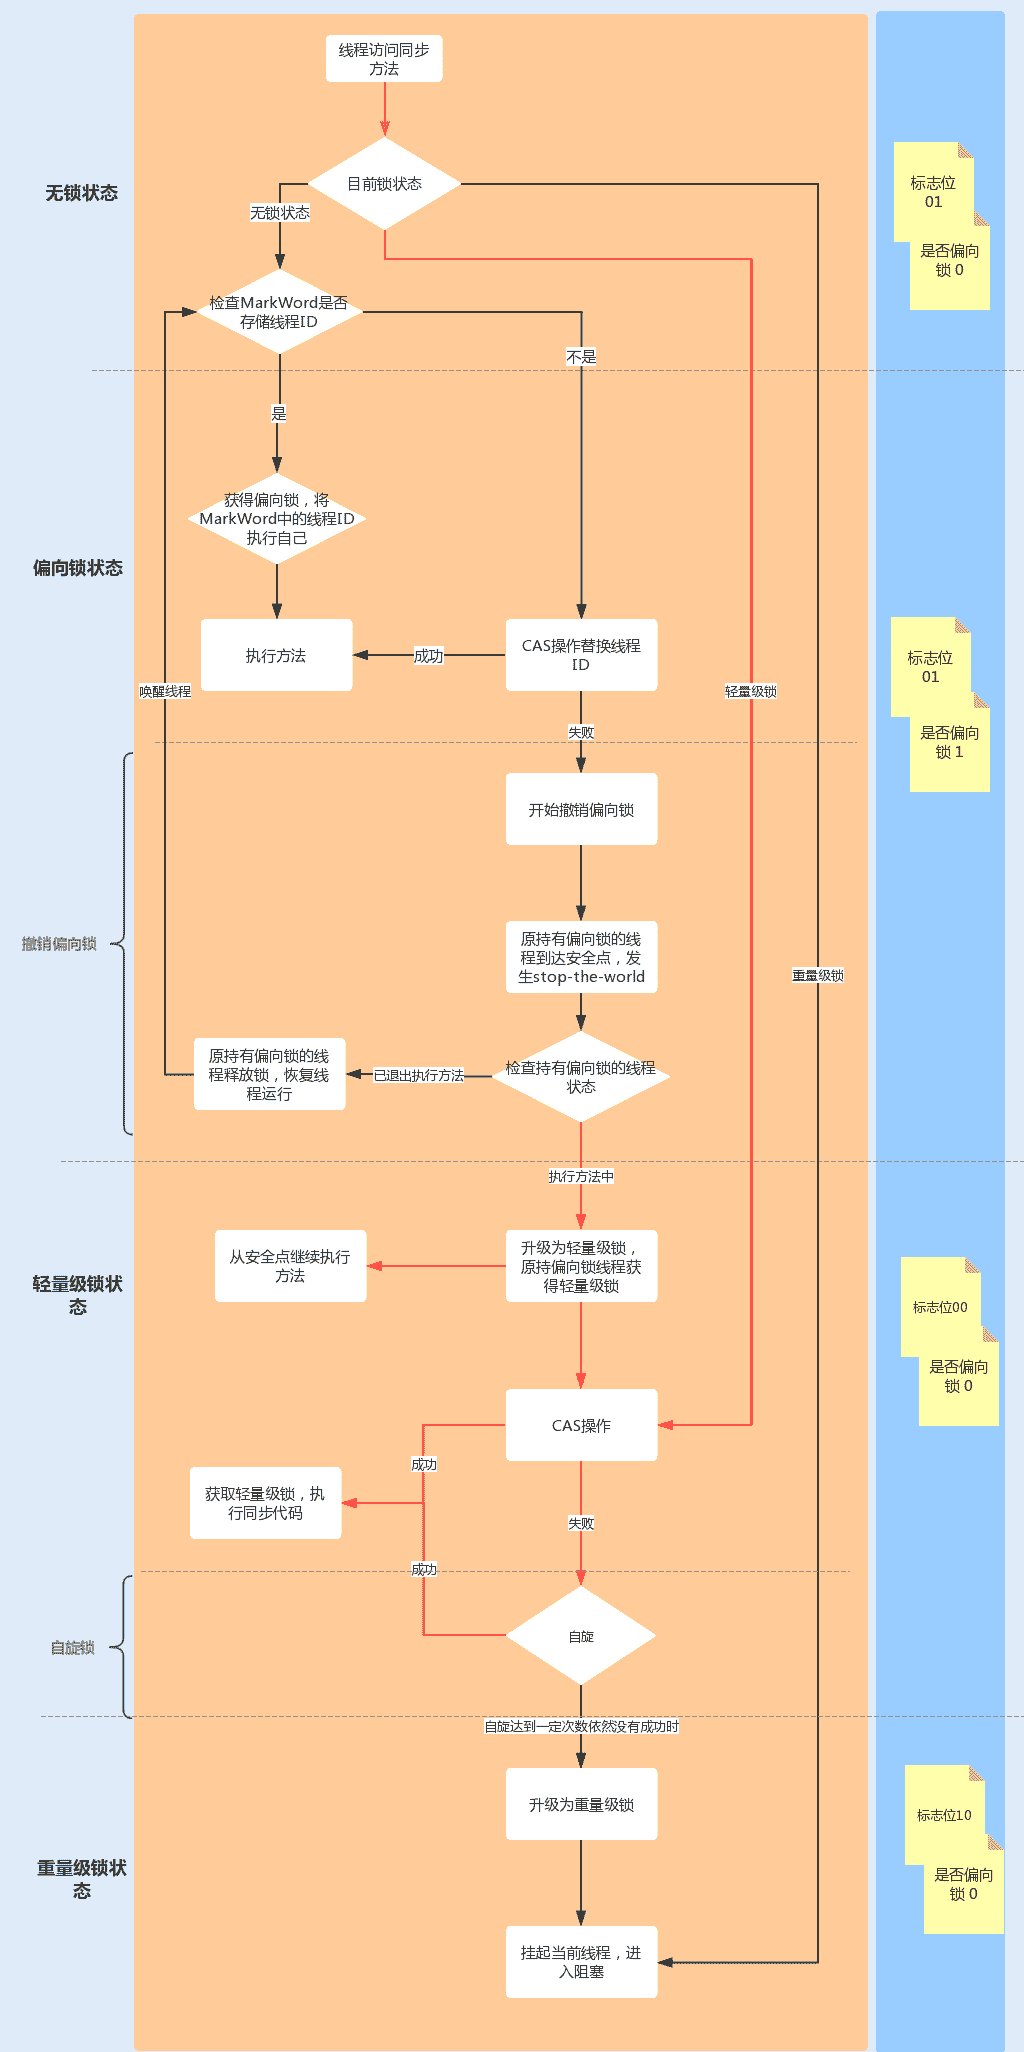 线程访问同步
方法
目前锁状态
无锁状态
标志位
01
是否偏向
锁 0
无锁状态
检查MarkWord是否
存储线程ID
不是
是
获得偏向锁，将
MarkWord中的线程ID
执行自己
偏向锁状态
执行方法
成功
CAS操作替换线程
ID
标志位
01
是否偏向
锁 1
唤醒线程
轻量级锁
失败
开始撤销偏向锁
撤销偏向锁
原持有偏向锁的线
程到达安全点，发
生stop-the-world
重量级锁
原持有偏向锁的线
程释放锁，恢复线
程运行
已退出执行方法
检查持有偏向锁的线程
状态
执行方法中
轻量级锁状
态
从安全点继续执行
方法
升级为轻量级锁，
原持偏向锁线程获
得轻量级锁
标志位00
是否偏向
锁 0
CAS操作
成功
获取轻量级锁，执
行同步代码
失败
成功
自旋锁
自旋
自旋达到一定次数依然没有成功时
升级为重量级锁
标志位10
是否偏向
锁 0
重量级锁状
态
挂起当前线程，进
入阻塞